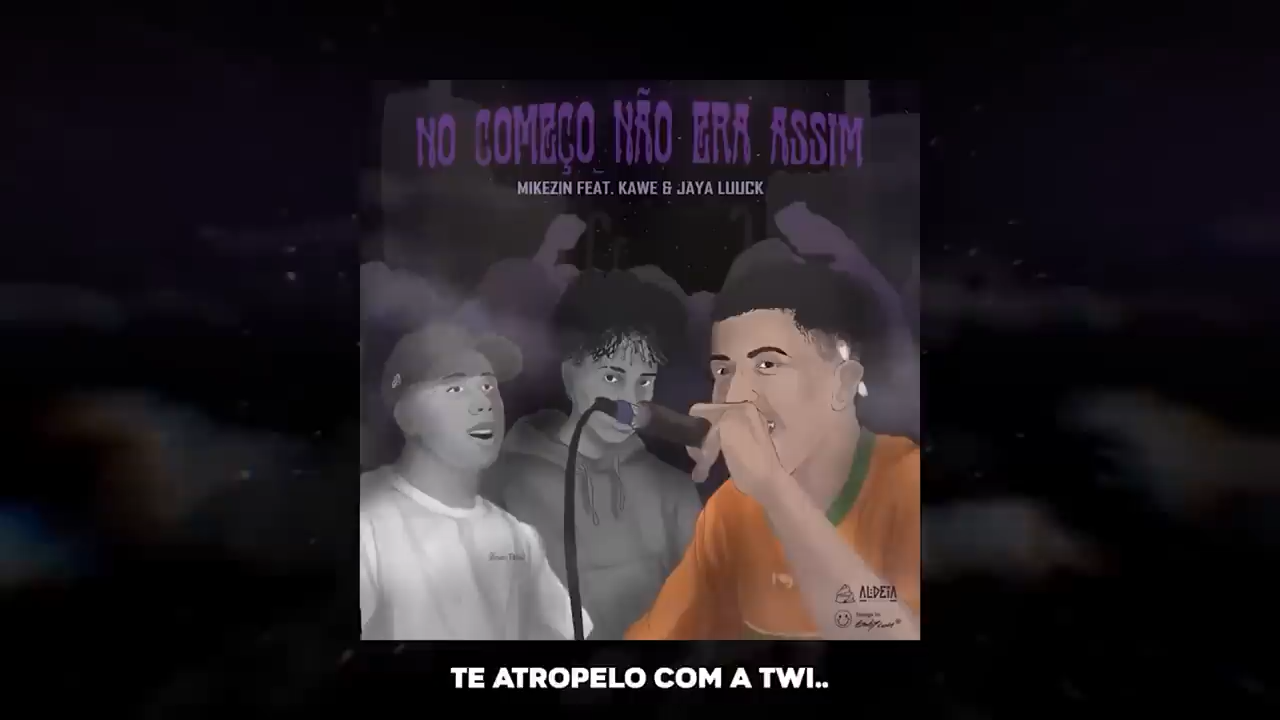 NO COMEÇO NÃO ERA ASSIM
MIKEZIN FEAT. KAWE & JAYA LUUCK
ALDEIA
TE ATROPELO COM A TWI..